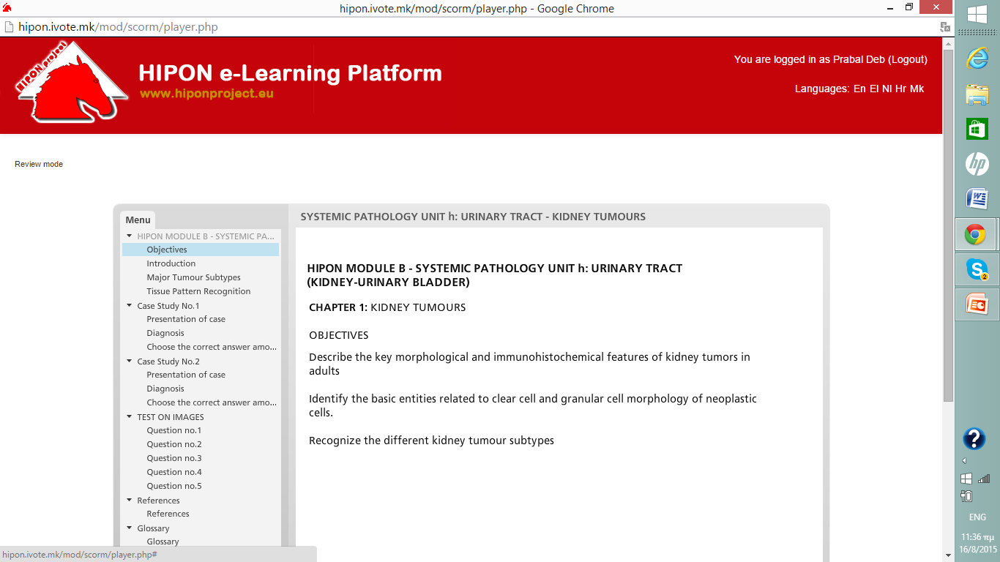 hipon.ivote.mk/mod/scorm/player.php - Google Chrome
hipon.ivote.mk/mod/scorm/player.php
HIPON project
HIPON e-Learning Platform
www.hiponproject.eu
You are logged in as Prabal Deb (Logout)
Languages: En El Nl Hr Mk
Review mode
Menu
HIPON MODULE B - SYSTEMIC PA...
Objectives
Introduction
Major Tumour Subtypes
Tissue Pattern Recognition
Case Study No.1
Presentation of case
Diagnosis
Choose the correct answer amo...
Case Study No.2
Presentation of case
Diagnosis
Choose the correct answer amo...
TEST ON IMAGES
Question no.1
Question no.2
Question no.3
Question no.4
Question no.5
References
References
Glossary
Glossary
SYSTEMIC PATHOLOGY UNIT h: URINARY TRACT - KIDNEY TUMOURS
HIPON MODULE B - SYSTEMIC PATHOLOGY UNIT h: URINARY TRACT
(KIDNEY-URINARY BLADDER)
CHAPTER 1: KIDNEY TUMOURS
OBJECTIVES
Describe the key morphological and immunohistochemical features of kidney tumors in
adults
Identify the basic entities related to clear cell and granular cell morphology of neoplastic
cells.
Recognize the different kidney tumour subtypes
hipon.ivote.mk/mod/scorm/player.php#
hp
2
ENG
11:36 πμ
16/8/2015